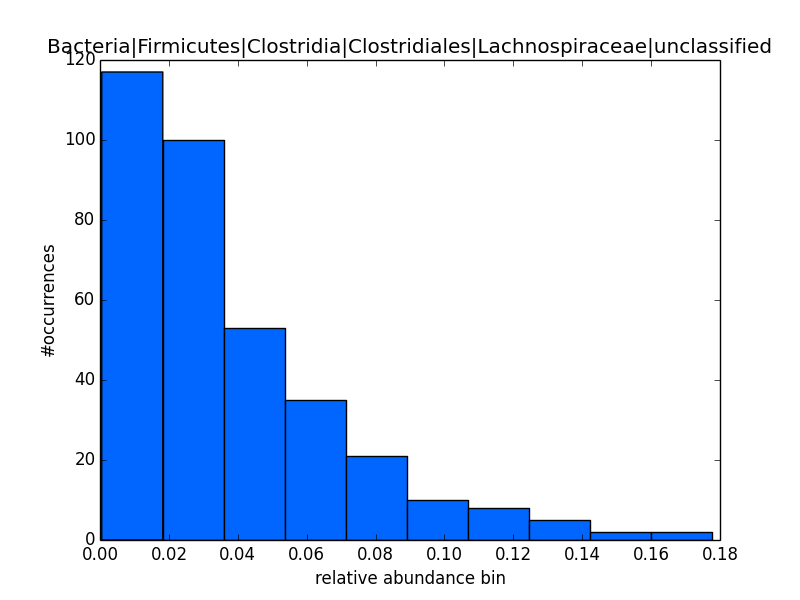 Bacteria|Firmicutes|Clostridia|Clostridiales|Lachnospiraceae|unclassified
120
100
80
60
40
20
0
#occurrences
0.00 0.02 0.04 0.06 0.08 0.10 0.12 0.14 0.16 0.18
relative abundance bin